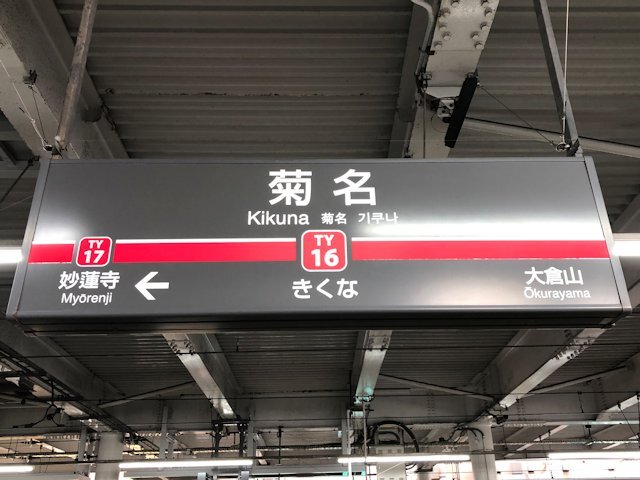 菊名
Kikuna 菊名 기쿠나
TY
17
TY
16
妙蓮寺
Myōrenji
←
きくな
大倉山
Ōkurayama